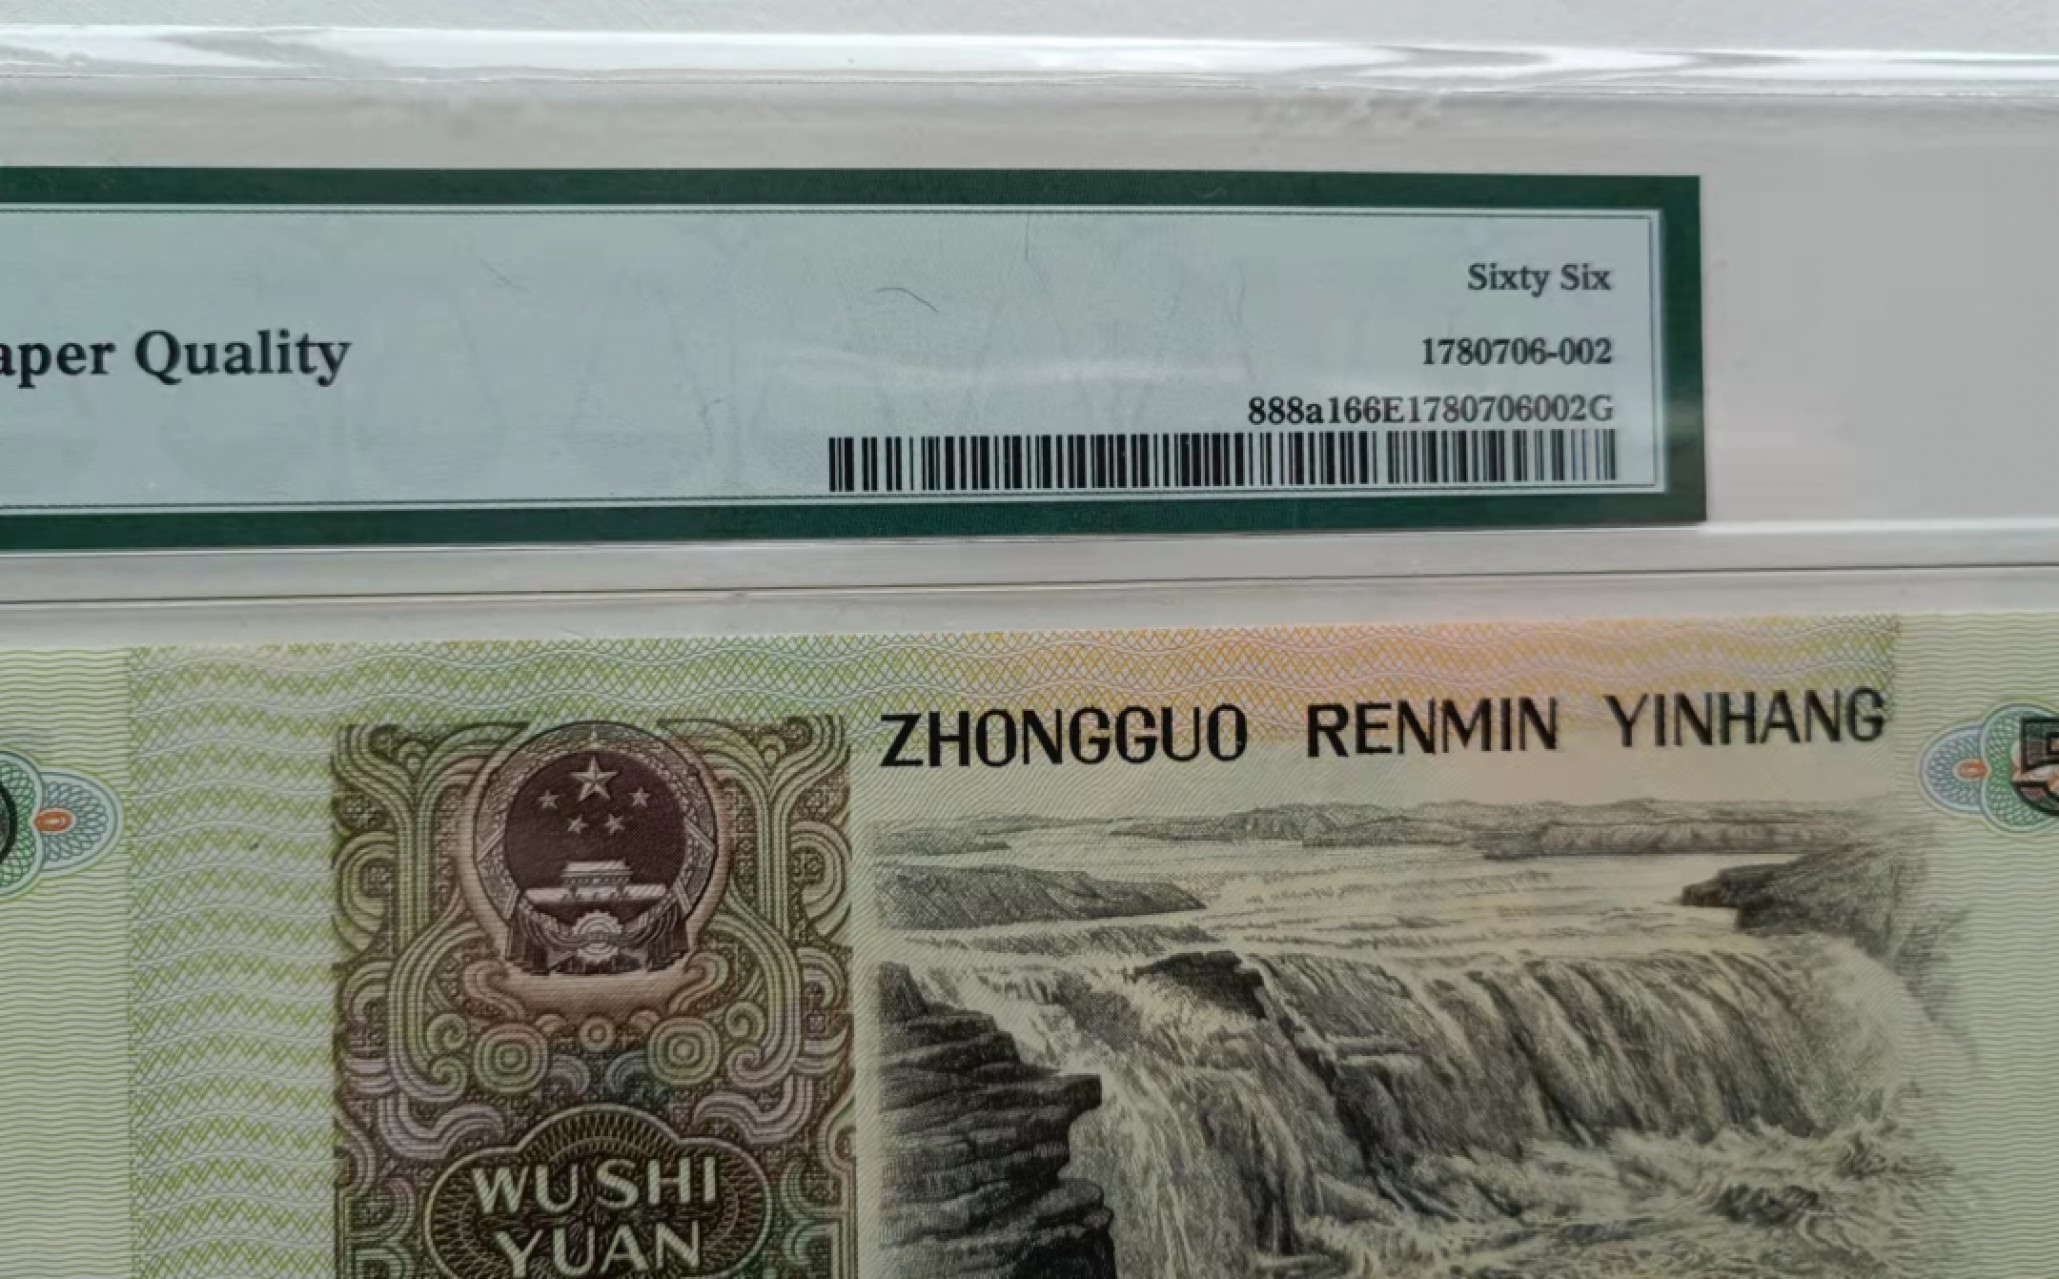 Sixty Six
aper Quality
1780706-002
888a166E1780706002G
ZHONGGUO RENMIN YINHANG
WUSHI
YUAN